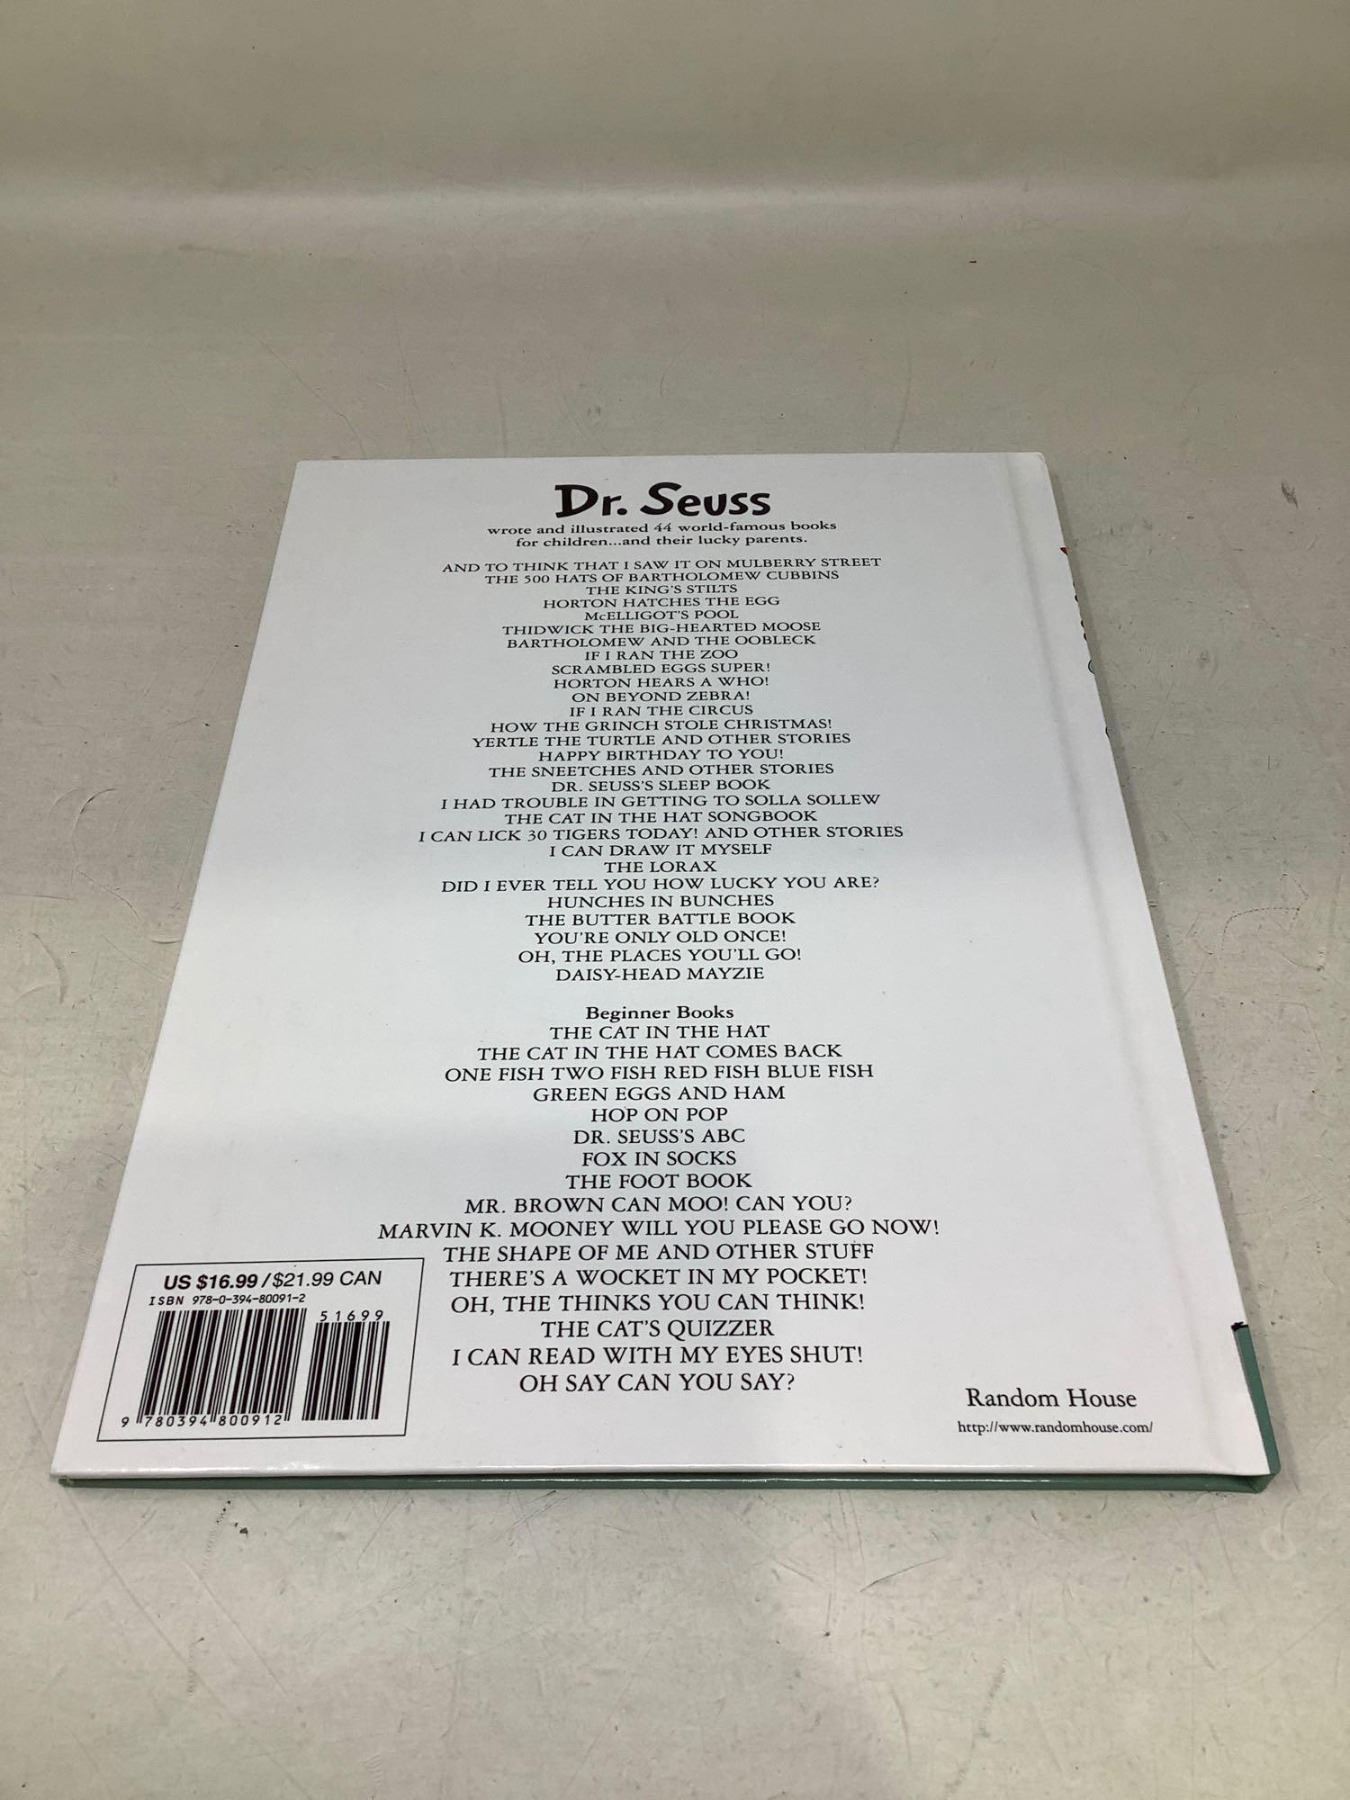 Dr. Seuss
wrote and illustrated 44 world-famous books
for children...and their lucky parents.
AND TO THINK THAT I SAW IT ON MULBERRY STREET
THE 500 HATS OF BARTHOLOMEW CUBBINS
THE KING'S STILTS
HORTON HATCHES THE EGG
McELLIGOT'S POOL
THIDWICK THE BIG-HEARTED MOOSE
BARTHOLOMEW AND THE OOBLECK
IF I RAN THE ZOO
SCRAMBLED EGGS SUPER!
HORTON HEARS A WHO!
ON BEYOND ZEBRA!
IF I RAN THE CIRCUS
HOW THE GRINCH STOLE CHRISTMAS!
YERTLE THE TURTLE AND OTHER STORIES
HAPPY BIRTHDAY TO YOU!
THE SNEETCHES AND OTHER STORIES
DR. SEUSS'S SLEEP BOOK
I HAD TROUBLE IN GETTING TO SOLLA SOLLEW
THE CAT IN THE HAT SONGBOOK
I CAN LICK 30 TIGERS TODAY! AND OTHER STORIES
I CAN DRAW IT MYSELF
THE LORAX
DID I EVER TELL YOU HOW LUCKY YOU ARE?
HUNCHES IN BUNCHES
THE BUTTER BATTLE BOOK
YOU'RE ONLY OLD ONCE!
OH, THE PLACES YOU'LL GO!
DAISY-HEAD MAYZIE
Beginner Books
THE CAT IN THE HAT
THE CAT IN THE HAT COMES BACK
ONE FISH TWO FISH RED FISH BLUE FISH
GREEN EGGS AND HAM
HOP ON POP
DR. SEUSS'S ABC
FOX IN SOCKS
THE FOOT BOOK
MR. BROWN CAN MOO! CAN YOU?
MARVIN K. MOONEY WILL YOU PLEASE GO NOW!
THE SHAPE OF ME AND OTHER STUFF
THERE'S A WOCKET IN MY POCKET!
OH, THE THINKS YOU CAN THINK!
THE CAT'S QUIZZER
I CAN READ WITH MY EYES SHUT!
OH SAY CAN YOU SAY?
US $16.99 / $21.99 CAN
ISBN 978-0-394-80091-2
51699
9 780394 800912
Random House
http://www.randomhouse.com/